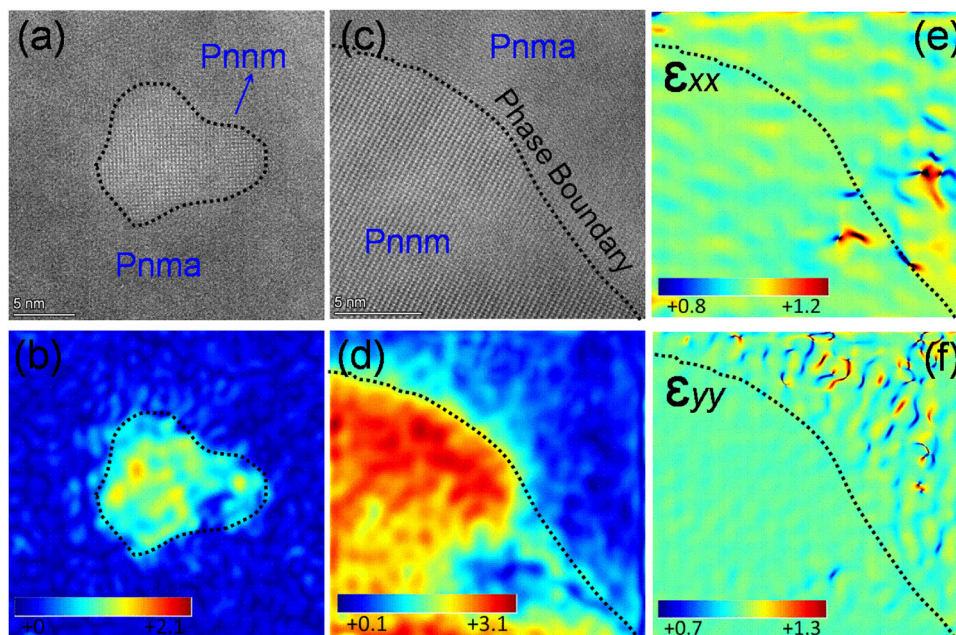 (a)
Pnnm
Pnma
5 nm
(c)
Pnma
Phase Boundary
Pnnm
5 nm
(e)
εxx
+0.8
+1.2
(b)
+0
+2.1
(d)
+0.1
+3.1
(f)
εyy
+0.7
+1.3